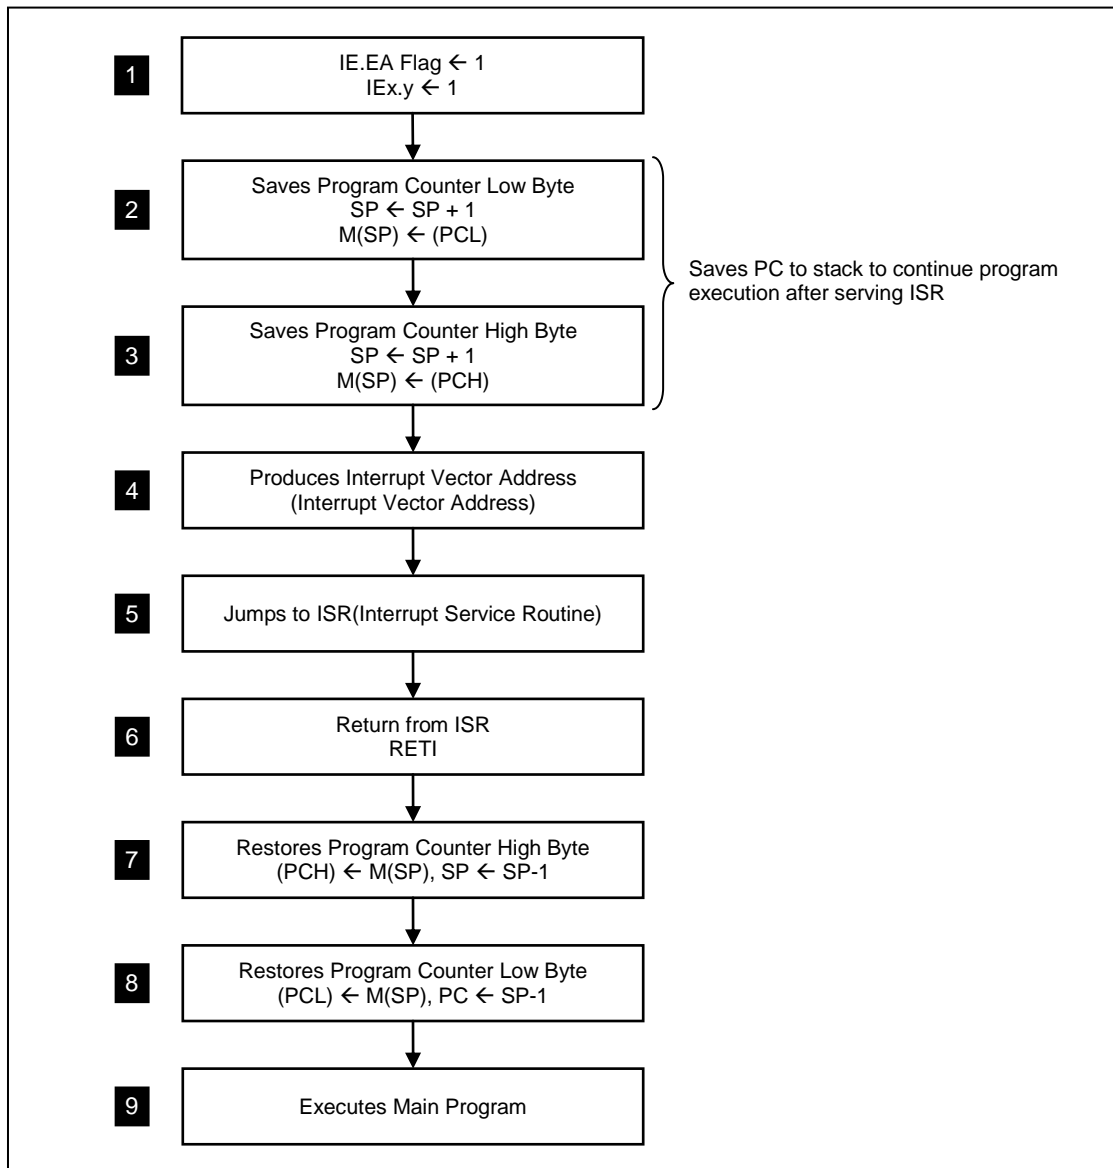 1
IE.EA Flag ← 1
IEx.y ← 1
2
Saves Program Counter Low Byte
SP ← SP + 1
M(SP) ← (PCL)
Saves PC to stack to continue program
execution after serving ISR
3
Saves Program Counter High Byte
SP ← SP + 1
M(SP) ← (PCH)
4
Produces Interrupt Vector Address
(Interrupt Vector Address)
5
Jumps to ISR(Interrupt Service Routine)
6
Return from ISR
RETI
7
Restores Program Counter High Byte
(PCH) ← M(SP), SP ← SP-1
8
Restores Program Counter Low Byte
(PCL) ← M(SP), PC ← SP-1
9
Executes Main Program